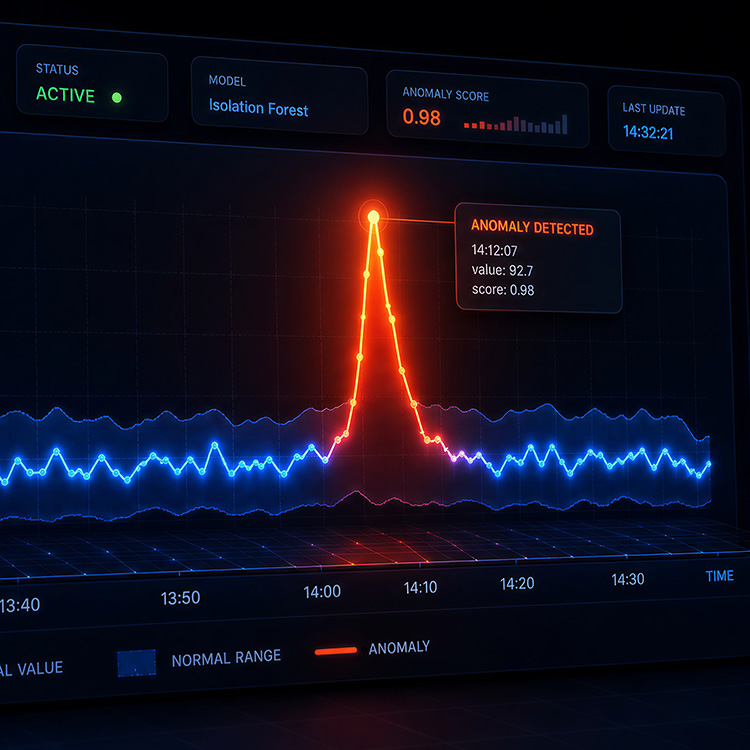 STATUS
ACTIVE
MODEL
Isolation Forest
ANOMALY SCORE
0.98
LAST UPDATE
14:32:21
ANOMALY DETECTED
14:12:07
value: 92.7
score: 0.98
13:40
13:50
14:00
14:10
14:20
14:30
TIME
AL VALUE
NORMAL RANGE
ANOMALY